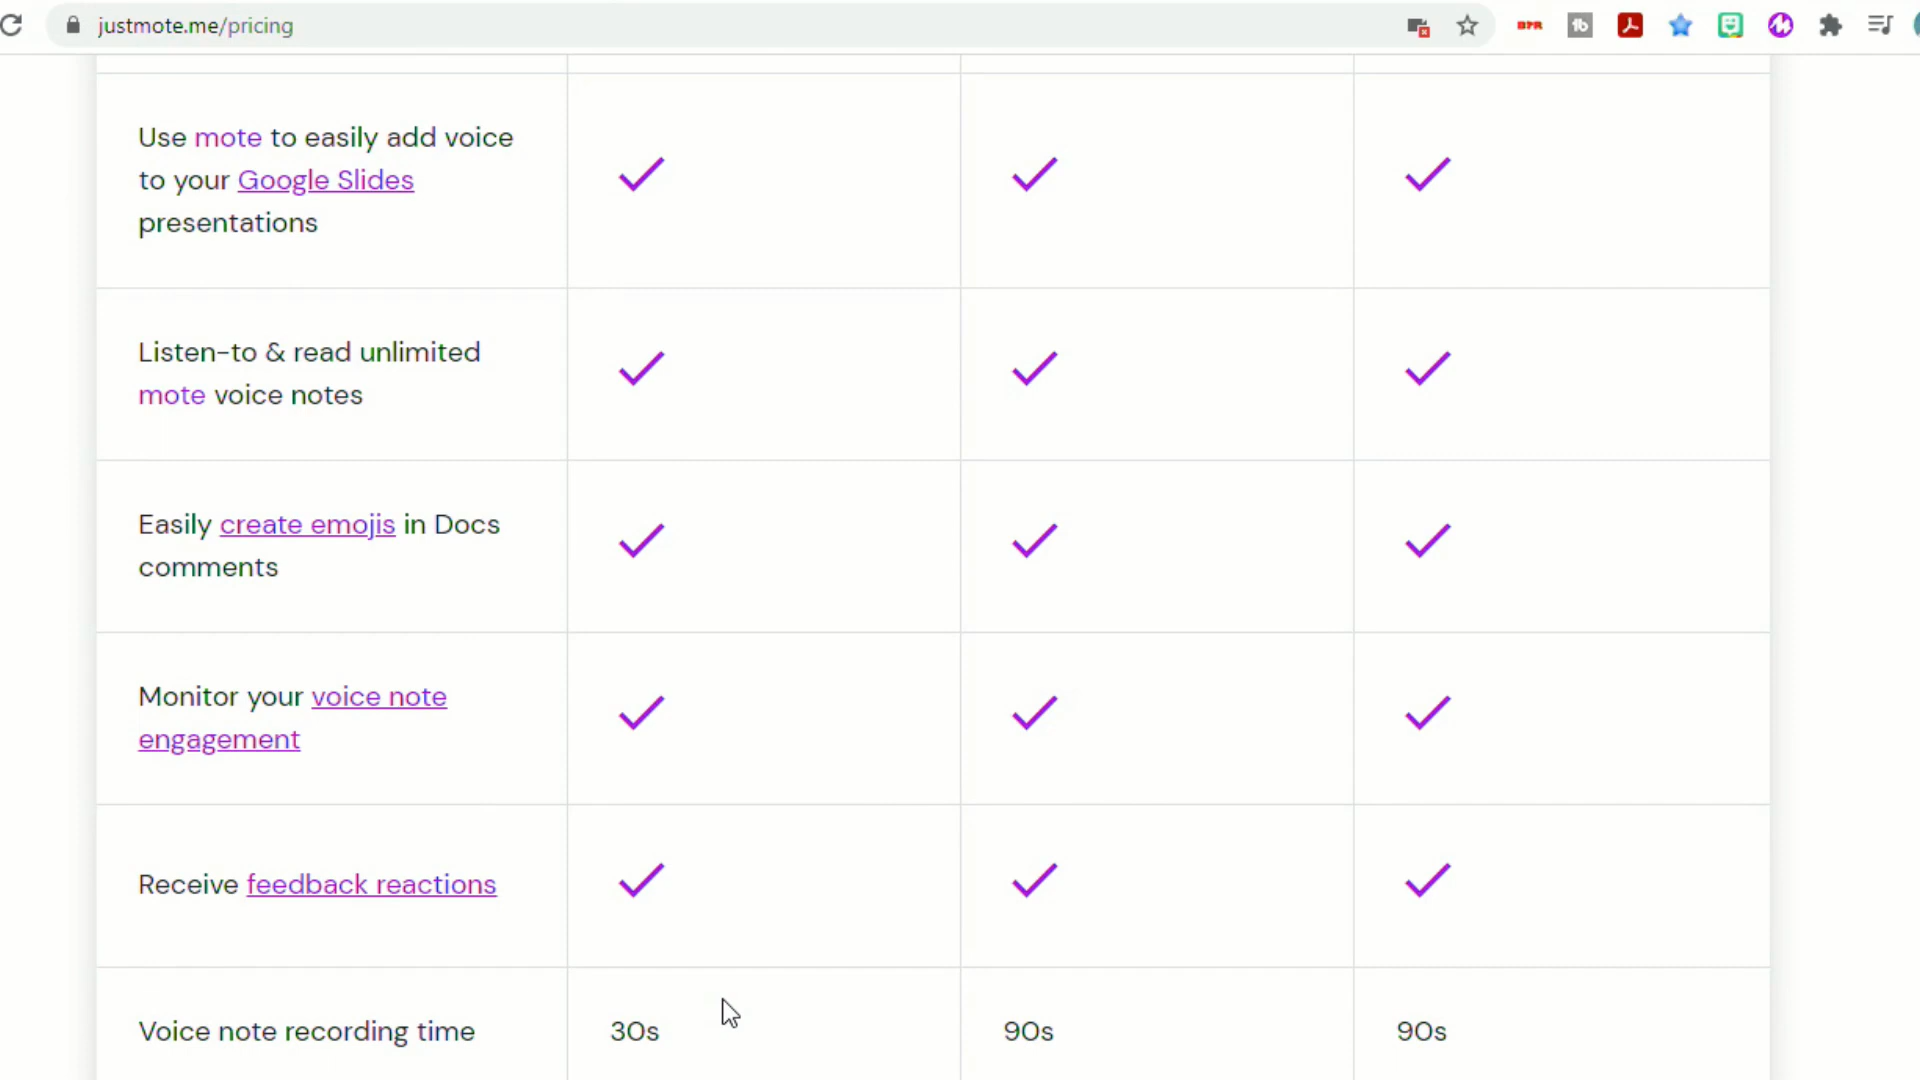 justmote.me/pricing
Use mote to easily add voice
to your Google Slides
presentations
Listen-to & read unlimited
mote voice notes
Easily create emojis in Docs
comments
Monitor your voice note
engagement
Receive feedback reactions
Voice note recording time 30s 90s 90s